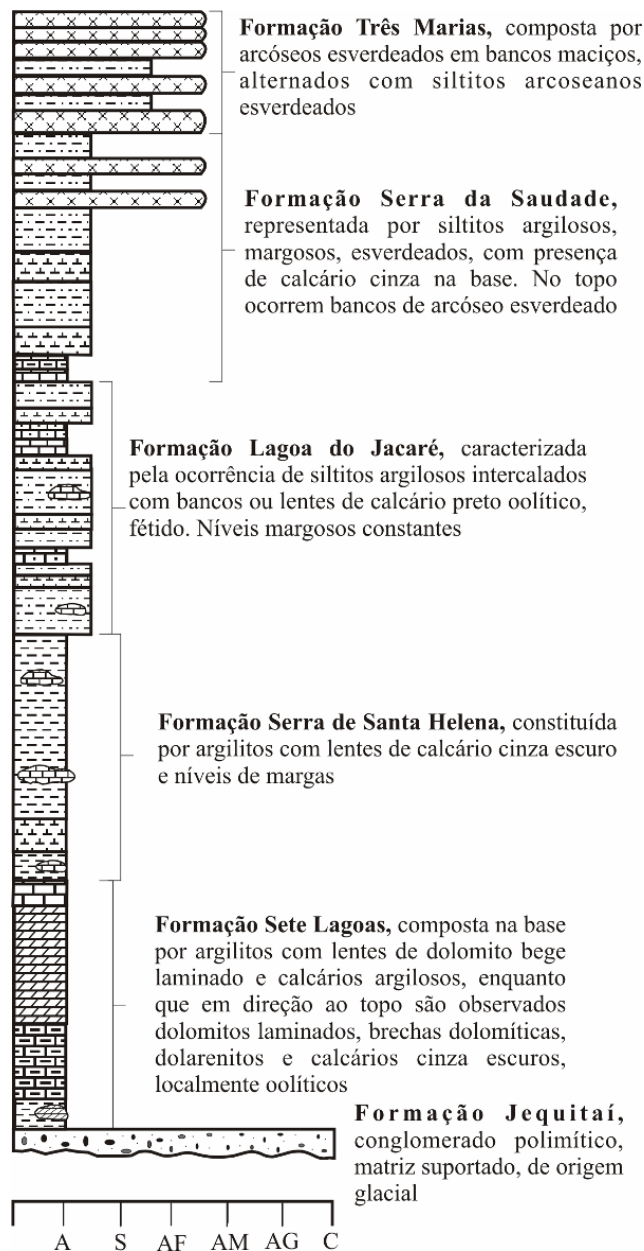 Formação Três Marias, composta por
arcóseos esverdeados em bancos maciços,
alternados com siltitos arcoseanos
esverdeados
Formação Serra da Saudade,
representada por siltitos argilosos,
margosos, esverdeados, com presença
de calcário cinza na base. No topo
ocorrem bancos de arcóseo esverdeado
Formação Lagoa do Jacaré, caracterizada
pela ocorrência de siltitos argilosos intercalados
com bancos ou lentes de calcário preto oolítico,
fétido. Níveis margosos constantes
Formação Serra de Santa Helena, constituída
por argilitos com lentes de calcário cinza escuro
e níveis de margas
Formação Sete Lagoas, composta na base
por argilitos com lentes de dolomito bege
laminado e calcários argilosos, enquanto
que em direção ao topo são observados
dolomitos laminados, brechas dolomíticas,
dolarenitos e calcários cinza escuros,
localmente oolíticos
Formação Jequitaí,
conglomerado polimítico,
matriz suportado, de origem
glacial
A S AF AM AG C